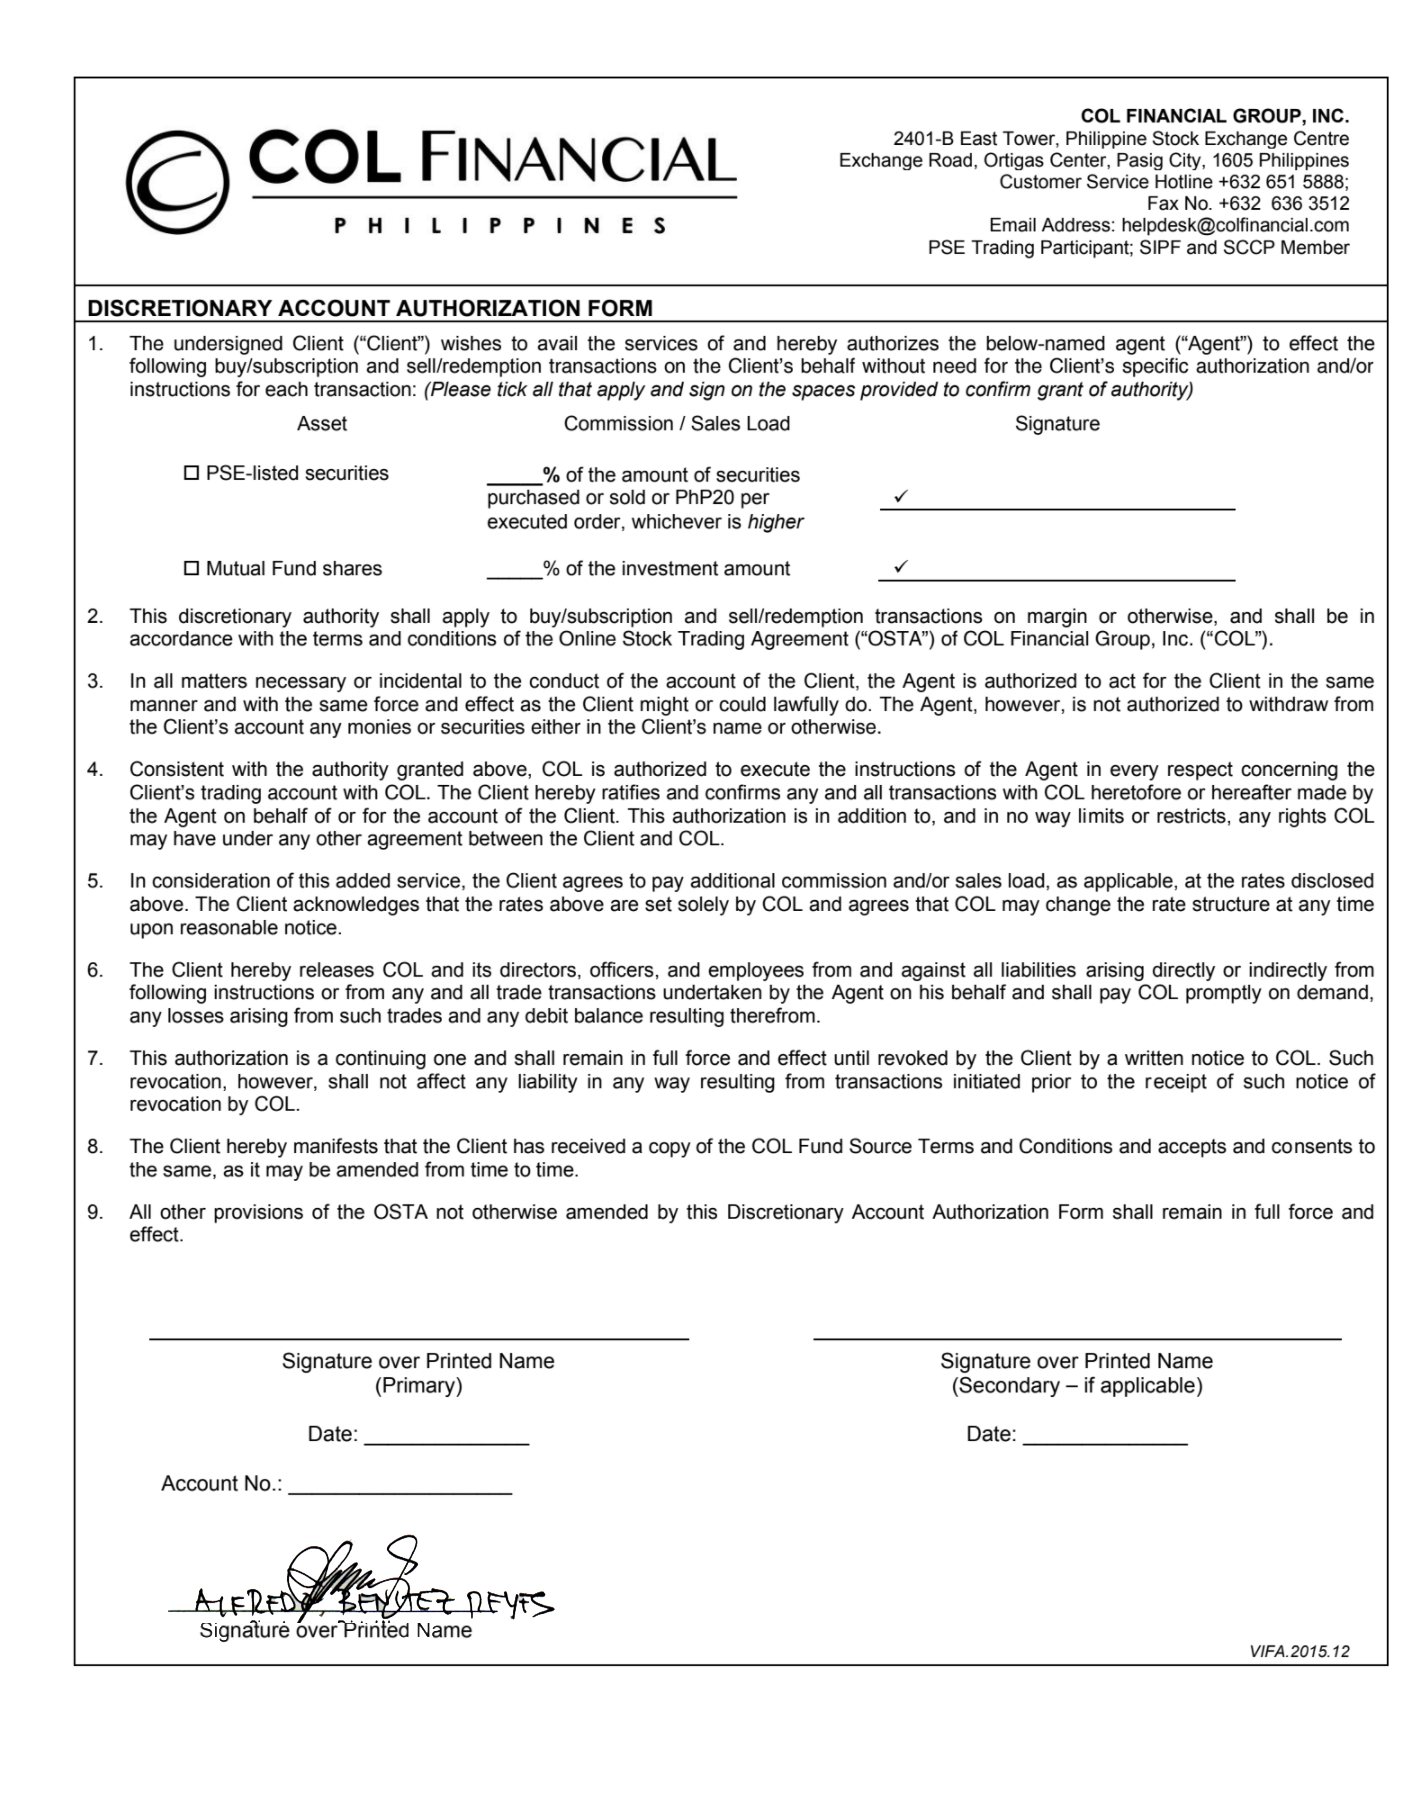 COL FINANCIAL
PHILIPPINES
COL FINANCIAL GROUP, INC.
2401-B East Tower, Philippine Stock Exchange Centre
Exchange Road, Ortigas Center, Pasig City, 1605 Philippines
Customer Service Hotline +632 651 5888;
Fax No. +632 636 3512
Email Address: helpdesk@colfinancial.com
PSE Trading Participant; SIPF and SCCP Member
DISCRETIONARY ACCOUNT AUTHORIZATION FORM
1. The undersigned Client (“Client”) wishes to avail the services of and hereby authorizes the below-named agent (“Agent”) to effect the
following buy/subscription and sell/redemption transactions on the Client’s behalf without need for the Client’s specific authorization and/or
instructions for each transaction: (Please tick all that apply and sign on the spaces provided to confirm grant of authority)
Asset Commission / Sales Load Signature
☐ PSE-listed securities _____% of the amount of securities
purchased or sold or PhP20 per ✓
executed order, whichever is higher
☐ Mutual Fund shares _____% of the investment amount ✓
2. This discretionary authority shall apply to buy/subscription and sell/redemption transactions on margin or otherwise, and shall be in
accordance with the terms and conditions of the Online Stock Trading Agreement (“OSTA”) of COL Financial Group, Inc. (“COL”).
3. In all matters necessary or incidental to the conduct of the account of the Client, the Agent is authorized to act for the Client in the same
manner and with the same force and effect as the Client might or could lawfully do. The Agent, however, is not authorized to withdraw from
the Client’s account any monies or securities either in the Client’s name or otherwise.
4. Consistent with the authority granted above, COL is authorized to execute the instructions of the Agent in every respect concerning the
Client’s trading account with COL. The Client hereby ratifies and confirms any and all transactions with COL heretofore or hereafter made by
the Agent on behalf of or for the account of the Client. This authorization is in addition to, and in no way limits or restricts, any rights COL
may have under any other agreement between the Client and COL.
5. In consideration of this added service, the Client agrees to pay additional commission and/or sales load, as applicable, at the rates disclosed
above. The Client acknowledges that the rates above are set solely by COL and agrees that COL may change the rate structure at any time
upon reasonable notice.
6. The Client hereby releases COL and its directors, officers, and employees from and against all liabilities arising directly or indirectly from
following instructions or from any and all trade transactions undertaken by the Agent on his behalf and shall pay COL promptly on demand,
any losses arising from such trades and any debit balance resulting therefrom.
7. This authorization is a continuing one and shall remain in full force and effect until revoked by the Client by a written notice to COL. Such
revocation, however, shall not affect any liability in any way resulting from transactions initiated prior to the receipt of such notice of
revocation by COL.
8. The Client hereby manifests that the Client has received a copy of the COL Fund Source Terms and Conditions and accepts and consents to
the same, as it may be amended from time to time.
9. All other provisions of the OSTA not otherwise amended by this Discretionary Account Authorization Form shall remain in full force and
effect.
Signature over Printed Name Signature over Printed Name
(Primary) (Secondary – if applicable)
Date: _______________ Date: _______________
Account No.: ____________________
ALFREDO BENITEZ REYES
Signature over Printed Name
VIFA.2015.12